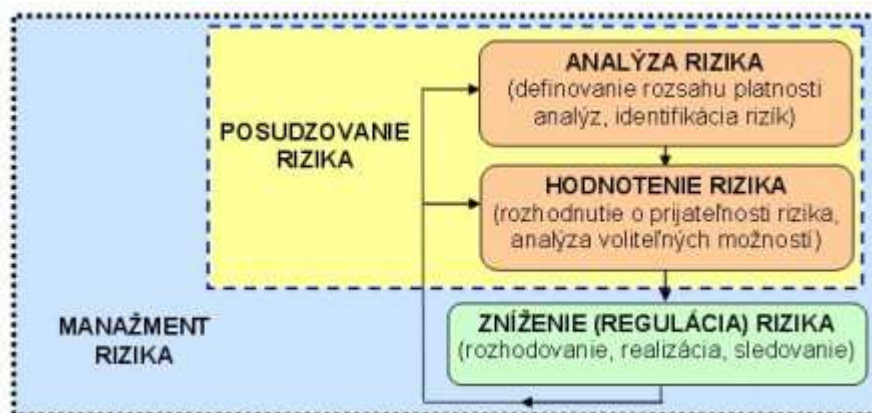 ANALÝZA RIZIKA
(definovanie rozsahu platnosti
analýz, identifikácia rizík)
POSUDZOVANIE
RIZIKA
HODNOTENIE RIZIKA
(rozhodnutie o prijateľnosti rizika,
analýza voliteľných možností)
MANAŽMENT
RIZIKA
ZNÍŽENIE (REGULÁCIA) RIZIKA
(rozhodovanie, realizácia, sledovanie)